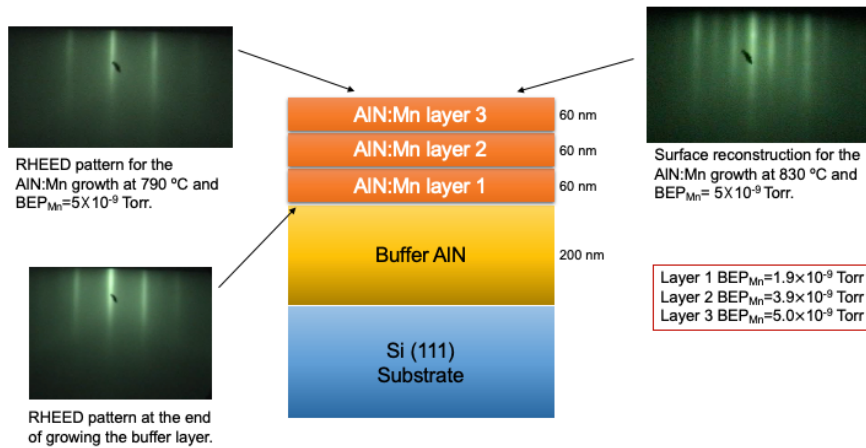 AlN:Mn layer 3
60 nm
AlN:Mn layer 2
60 nm
AlN:Mn layer 1
60 nm
Buffer AlN
200 nm
Si (111)
Substrate
RHEED pattern for the
AlN:Mn growth at 790 ºC and
BEPMn=5X10-9 Torr.
RHEED pattern at the end
of growing the buffer layer.
Surface reconstruction for the
AlN:Mn growth at 830 ºC and
BEPMn= 5X10-9 Torr.
Layer 1 BEPMn=1.9×10-9 Torr
Layer 2 BEPMn=3.9×10-9 Torr
Layer 3 BEPMn=5.0×10-9 Torr